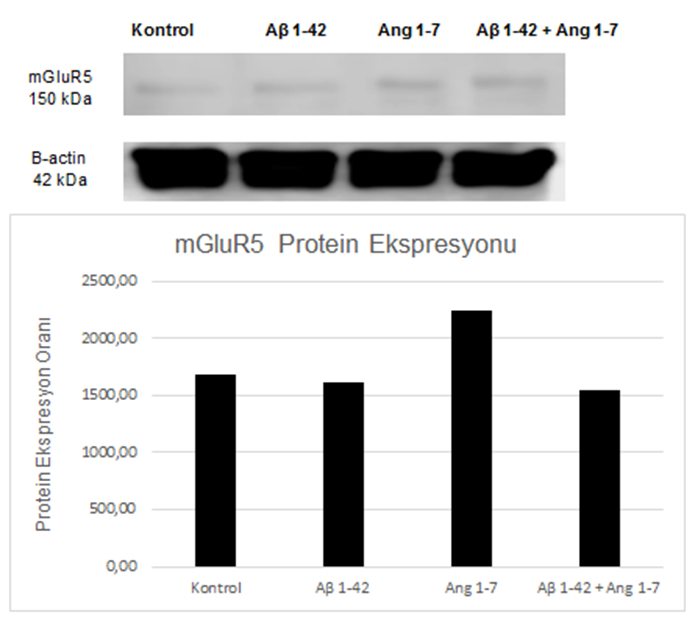 Kontrol Aβ 1-42 Ang 1-7 Aβ 1-42 + Ang 1-7
mGluR5
150 kDa
B-actin
42 kDa
mGluR5 Protein Ekspresyonu
Protein Ekspresyon Oranı
2500,00
2000,00
1500,00
1000,00
500,00
0,00
Kontrol Aβ 1-42 Ang 1-7 Aβ 1-42 + Ang 1-7